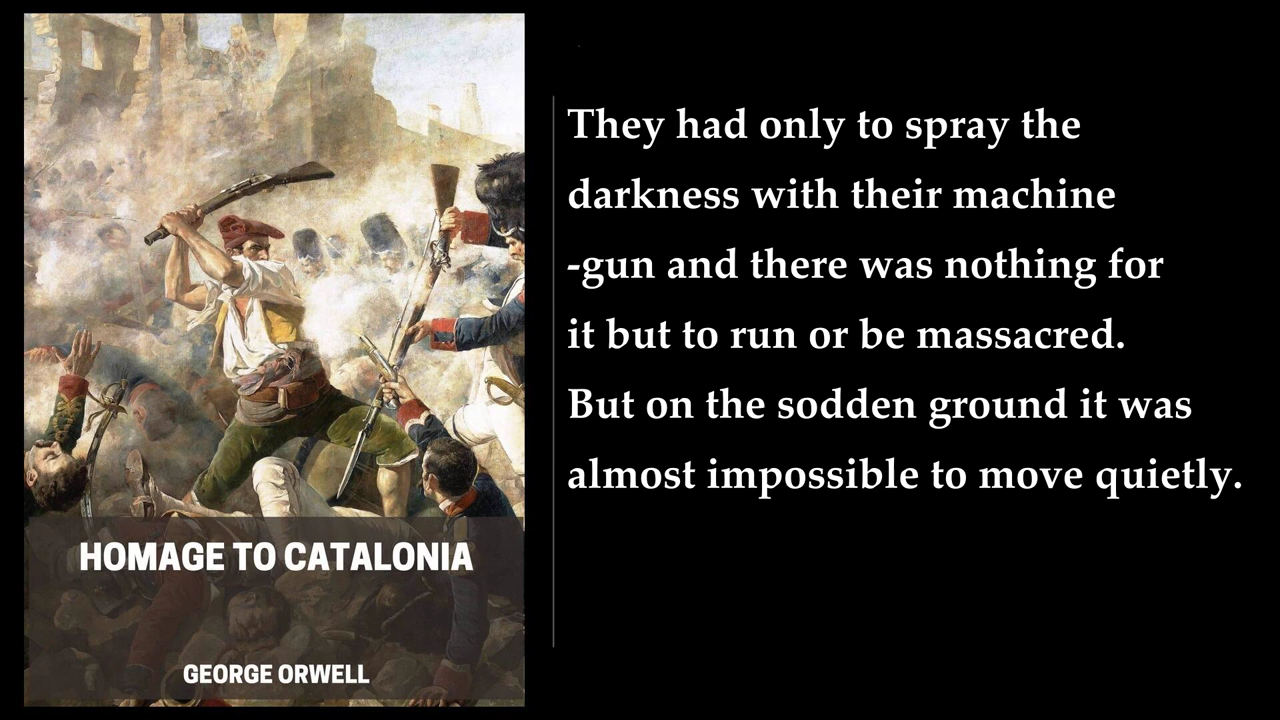 HOMAGE TO CATALONIA
GEORGE ORWELL
They had only to spray the
darkness with their machine
-gun and there was nothing for
it but to run or be massacred.
But on the sodden ground it was
almost impossible to move quietly.